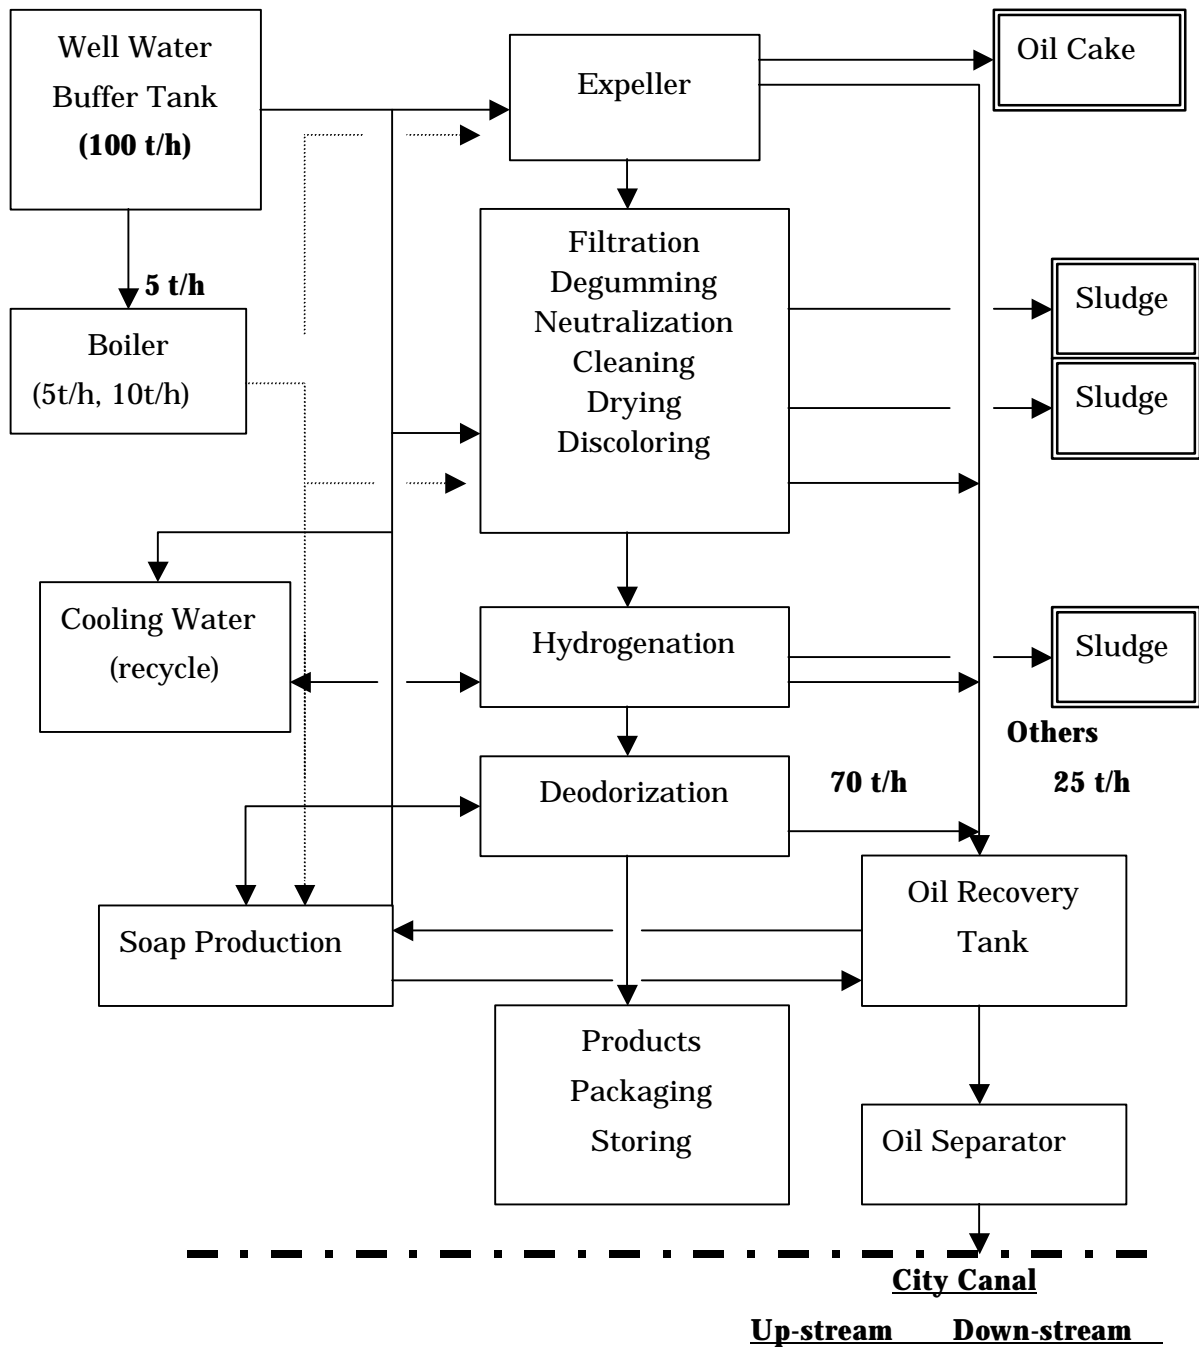 Well Water
Buffer Tank
(100 t/h)
Expeller
Oil Cake
5 t/h
Boiler
(5t/h, 10t/h)
Filtration
Degumming
Neutralization
Cleaning
Drying
Discoloring
Sludge
Sludge
Cooling Water
(recycle)
Hydrogenation
Sludge
Others
70 t/h
25 t/h
Deodorization
Soap Production
Oil Recovery
Tank
Products
Packaging
Storing
Oil Separator
City Canal
Up-stream Down-stream